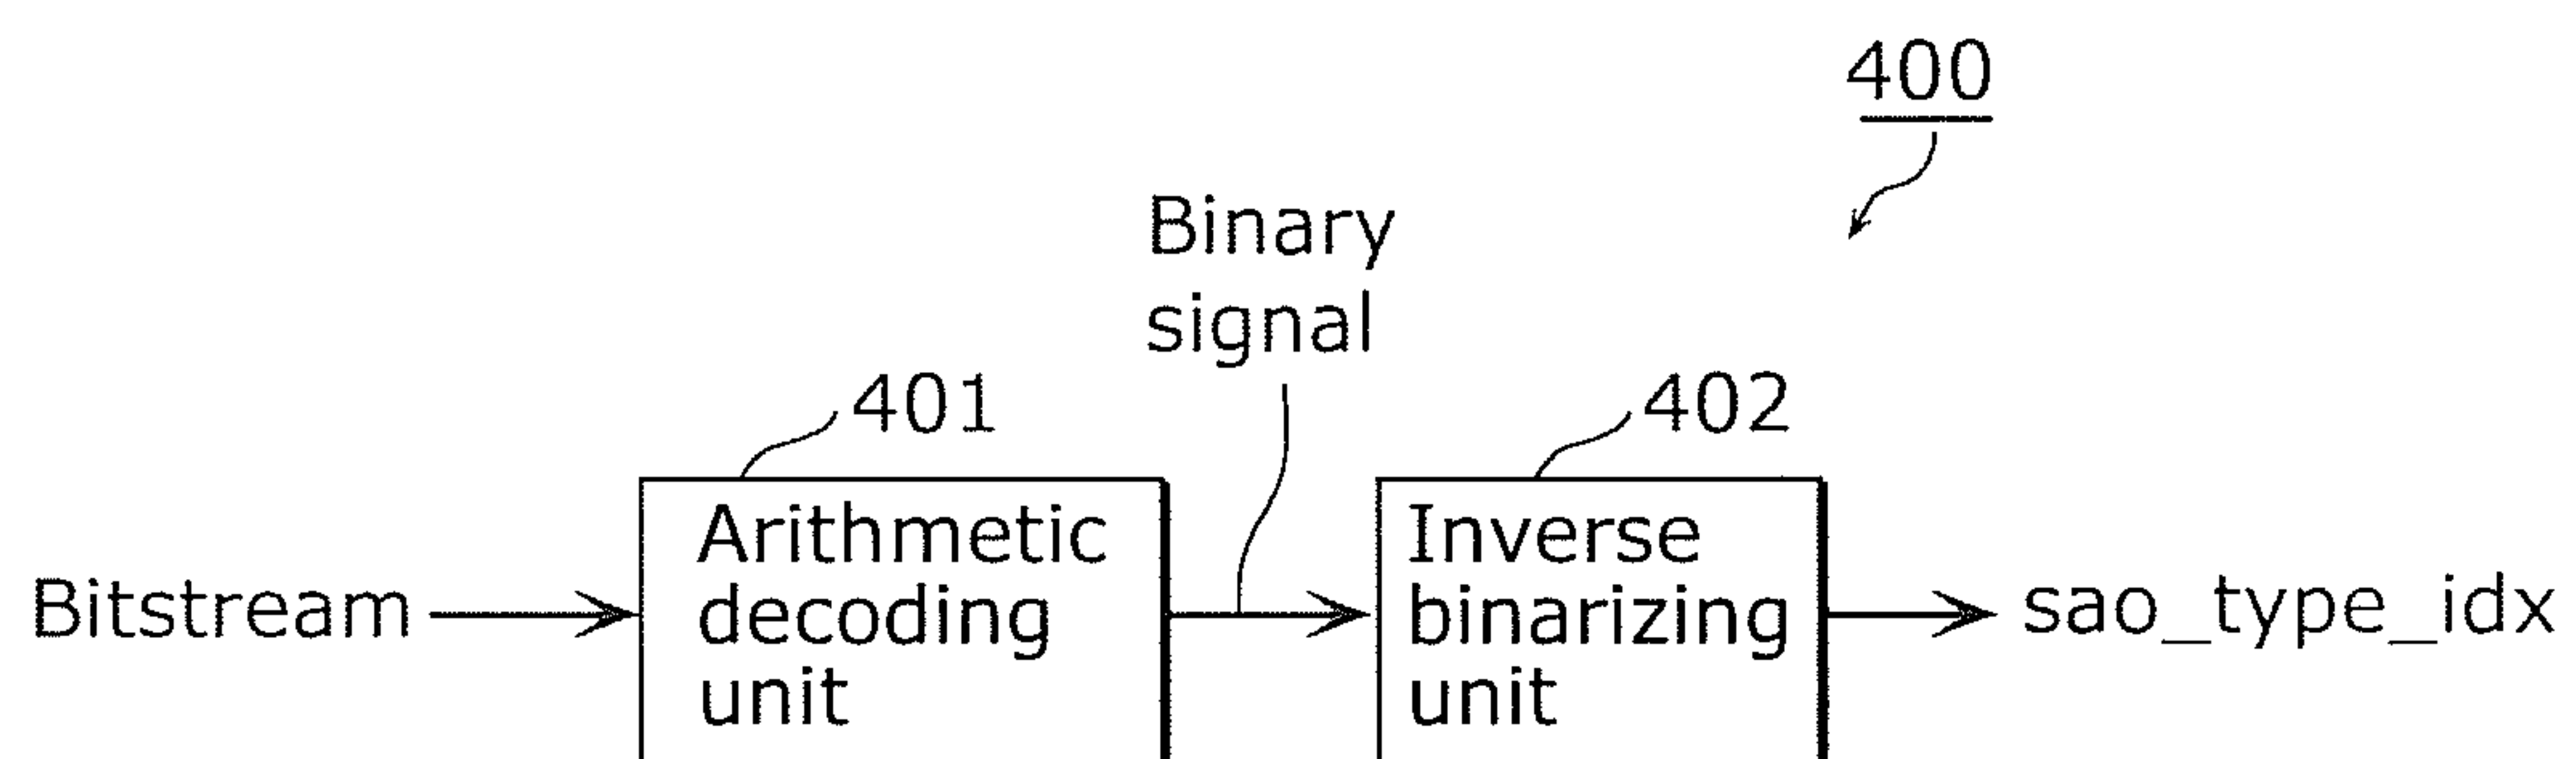 400
Binary
signal
401
402
Arithmetic
decoding
unit
Inverse
binarizing
unit
Bitstream
sao_type_idx